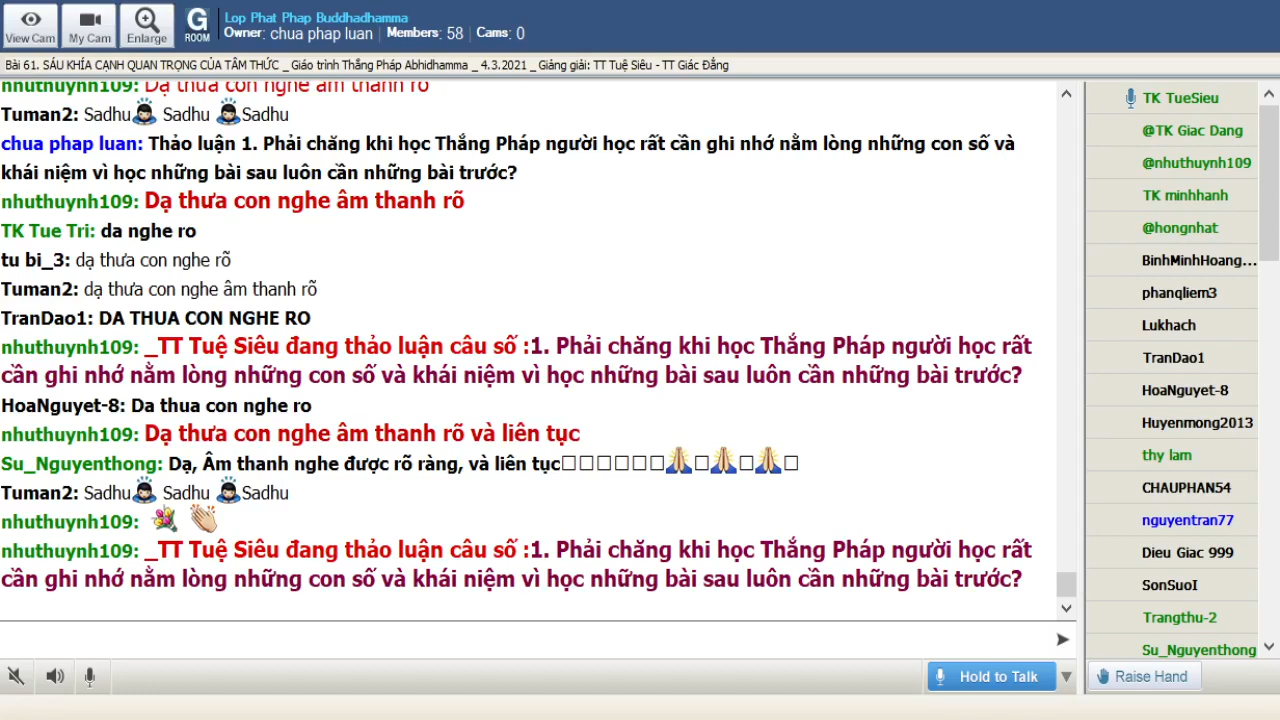 View Cam
My Cam
Enlarge
G
ROOM
Lop Phat Phap Buddhadhamma
Owner: chua phap luan | Members: 58 | Cams: 0
Bài 61. SÁU KHÍA CẠNH QUAN TRỌNG CỦA TÂM THỨC _ Giáo trình Thắng Pháp Abhidhamma _ 4.3.2021 _ Giảng giải: TT Tuệ Siêu - TT Giác Đẳng
nhuthuynh109: Dạ thưa con nghe âm thanh rõ
Tuman2: Sadhu Sadhu Sadhu
chua phap luan: Thảo luận 1. Phải chăng khi học Thắng Pháp người học rất cần ghi nhớ nằm lòng những con số và
khái niệm vì học những bài sau luôn cần những bài trước?
nhuthuynh109: Dạ thưa con nghe âm thanh rõ
TK Tue Tri: da nghe ro
tu bi_3: dạ thưa con nghe rõ
Tuman2: dạ thưa con nghe âm thanh rõ
TranDao1: DA THUA CON NGHE RO
nhuthuynh109: _TT Tuệ Siêu đang thảo luận câu số :1. Phải chăng khi học Thắng Pháp người học rất
cần ghi nhớ nằm lòng những con số và khái niệm vì học những bài sau luôn cần những bài trước?
HoaNguyet-8: Da thua con nghe ro
nhuthuynh109: Dạ thưa con nghe âm thanh rõ và liên tục
Su_Nguyenthong: Dạ, Âm thanh nghe được rõ ràng, và liên tục
Tuman2: Sadhu Sadhu Sadhu
nhuthuynh109:
nhuthuynh109: _TT Tuệ Siêu đang thảo luận câu số :1. Phải chăng khi học Thắng Pháp người học rất
cần ghi nhớ nằm lòng những con số và khái niệm vì học những bài sau luôn cần những bài trước?
Hold to Talk
TK TueSieu
@TK Giac Dang
@nhuthuynh109
TK minhhanh
@hongnhat
BinhMinhHoang...
phanqliem3
Lukhach
TranDao1
HoaNguyet-8
Huyenmong2013
thy lam
CHAUPHAN54
nguyentran77
Dieu Giac 999
SonSuoI
Trangthu-2
Su_Nguyenthong
Raise Hand